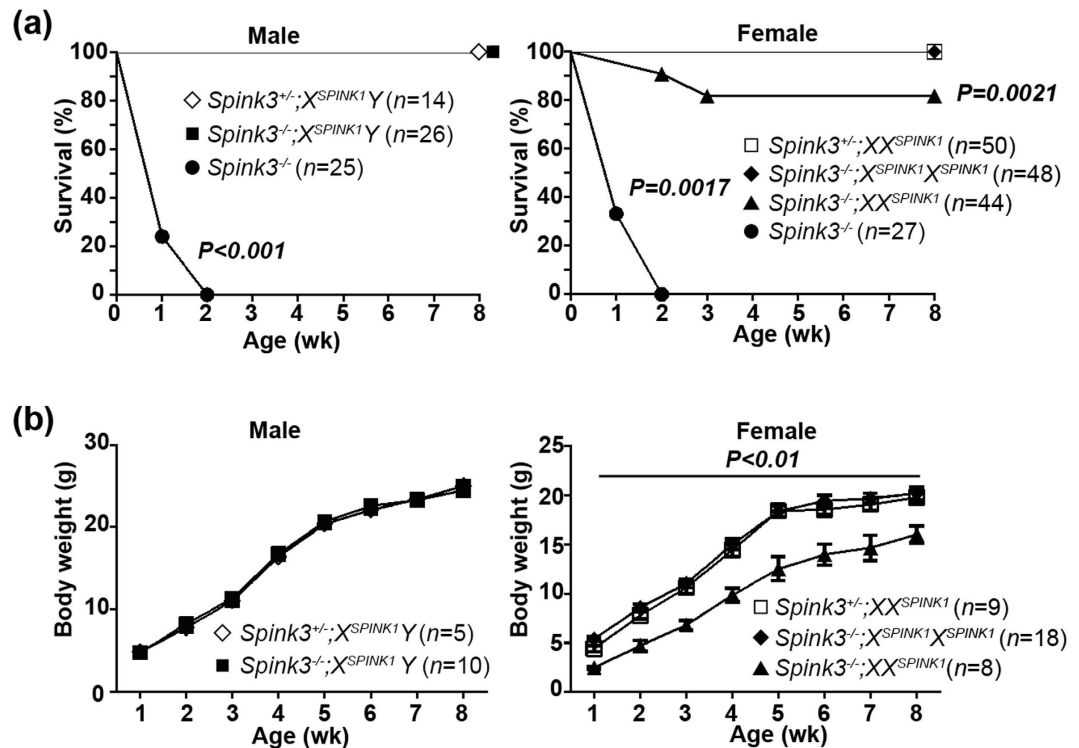 (a)
Male
Survival (%)
100
80
60
40
20
0
Spink3+/-;XSPINK1Y (n=14)
Spink3-/-;XSPINK1Y (n=26)
Spink3-/- (n=25)
P<0.001
0 1 2 3 4 5 6 7 8
Age (wk)
Female
Survival (%)
100
80
60
40
20
0
P=0.0021
Spink3+/-;XXSPINK1 (n=50)
Spink3-/-;XSPINK1XSPINK1 (n=48)
P=0.0017
Spink3-/-;XXSPINK1 (n=44)
Spink3-/- (n=27)
0 1 2 3 4 5 6 7 8
Age (wk)
(b)
Male
Body weight (g)
30
20
10
0
Spink3+/-;XSPINK1Y (n=5)
Spink3-/-;XSPINK1Y (n=10)
1 2 3 4 5 6 7 8
Age (wk)
Female
P<0.01
Body weight (g)
25
20
15
10
5
0
Spink3+/-;XXSPINK1 (n=9)
Spink3-/-;XSPINK1XSPINK1 (n=18)
Spink3-/-;XXSPINK1 (n=8)
1 2 3 4 5 6 7 8
Age (wk)